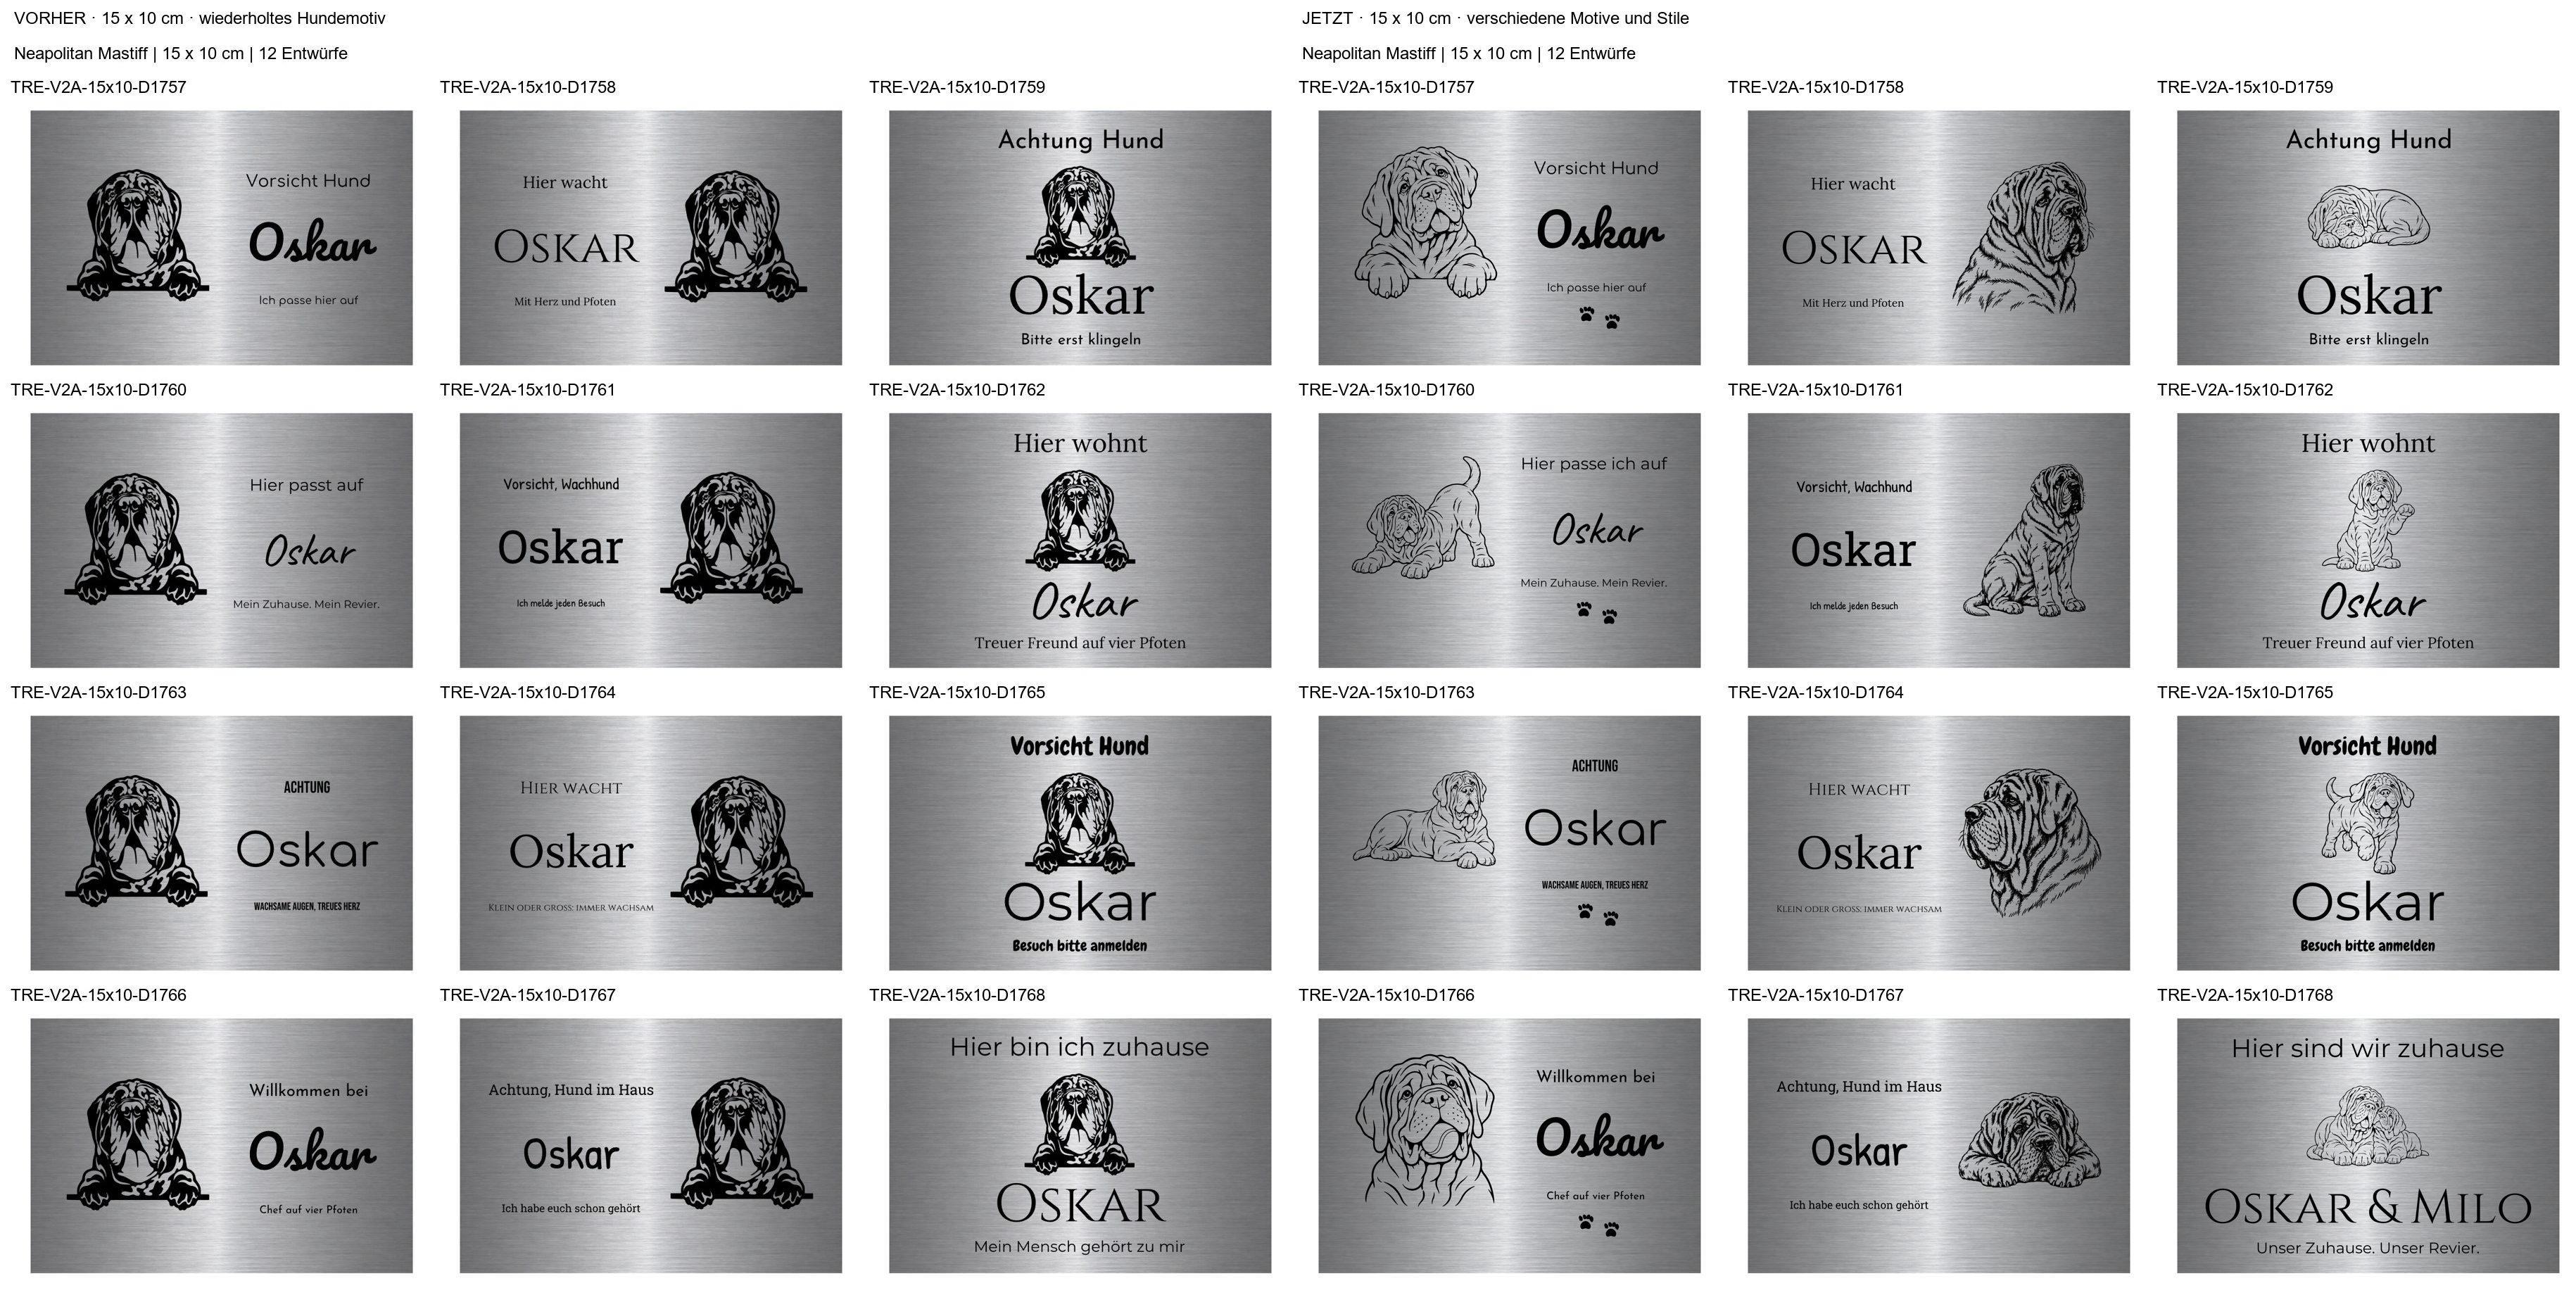 VORHER · 15 x 10 cm · wiederholtes Hundemotiv
Neapolitan Mastiff | 15 x 10 cm | 12 Entwürfe
TRE-V2A-15x10-D1757
Vorsicht Hund
Oskar
Ich passe hier auf
TRE-V2A-15x10-D1758
Hier wacht
OSKAR
Mit Herz und Pfoten
TRE-V2A-15x10-D1759
Achtung Hund
Oskar
Bitte erst klingeln
TRE-V2A-15x10-D1760
Hier passt auf
Oskar
Mein Zuhause. Mein Revier.
TRE-V2A-15x10-D1761
Vorsicht, Wachhund
Oskar
Ich melde jeden Besuch
TRE-V2A-15x10-D1762
Hier wohnt
Oskar
Treuer Freund auf vier Pfoten
TRE-V2A-15x10-D1763
ACHTUNG
Oskar
WACHSAME AUGEN, TREUES HERZ
TRE-V2A-15x10-D1764
HIER WACHT
Oskar
KLEIN ODER GROSS: IMMER WACHSAM
TRE-V2A-15x10-D1765
Vorsicht Hund
Oskar
Besuch bitte anmelden
TRE-V2A-15x10-D1766
Willkommen bei
Oskar
Chef auf vier Pfoten
TRE-V2A-15x10-D1767
Achtung, Hund im Haus
Oskar
Ich habe euch schon gehört
TRE-V2A-15x10-D1768
Hier bin ich zuhause
OSKAR
Mein Mensch gehört zu mir
JETZT · 15 x 10 cm · verschiedene Motive und Stile
Neapolitan Mastiff | 15 x 10 cm | 12 Entwürfe
TRE-V2A-15x10-D1757
Vorsicht Hund
Oskar
Ich passe hier auf
TRE-V2A-15x10-D1758
Hier wacht
OSKAR
Mit Herz und Pfoten
TRE-V2A-15x10-D1759
Achtung Hund
Oskar
Bitte erst klingeln
TRE-V2A-15x10-D1760
Hier passe ich auf
Oskar
Mein Zuhause. Mein Revier.
TRE-V2A-15x10-D1761
Vorsicht, Wachhund
Oskar
Ich melde jeden Besuch
TRE-V2A-15x10-D1762
Hier wohnt
Oskar
Treuer Freund auf vier Pfoten
TRE-V2A-15x10-D1763
ACHTUNG
Oskar
WACHSAME AUGEN, TREUES HERZ
TRE-V2A-15x10-D1764
HIER WACHT
Oskar
KLEIN ODER GROSS: IMMER WACHSAM
TRE-V2A-15x10-D1765
Vorsicht Hund
Oskar
Besuch bitte anmelden
TRE-V2A-15x10-D1766
Willkommen bei
Oskar
Chef auf vier Pfoten
TRE-V2A-15x10-D1767
Achtung, Hund im Haus
Oskar
Ich habe euch schon gehört
TRE-V2A-15x10-D1768
Hier sind wir zuhause
OSKAR & MILO
Unser Zuhause. Unser Revier.